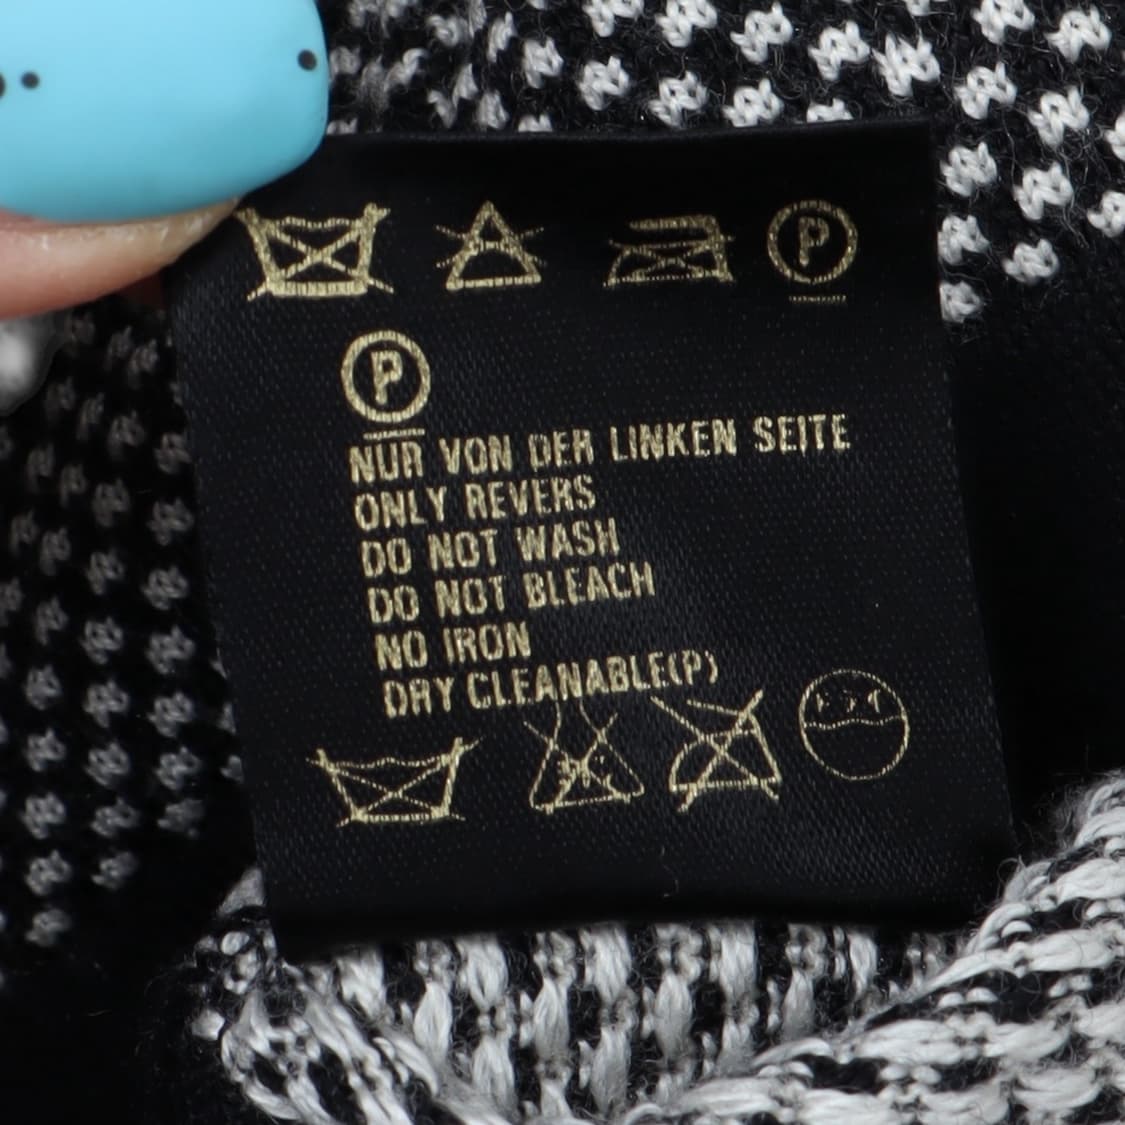 P
P
NUR VON DER LINKEN SEITE
ONLY REVERS
DO NOT WASH
DO NOT BLEACH
NO IRON
DRY CLEANABLE(P)